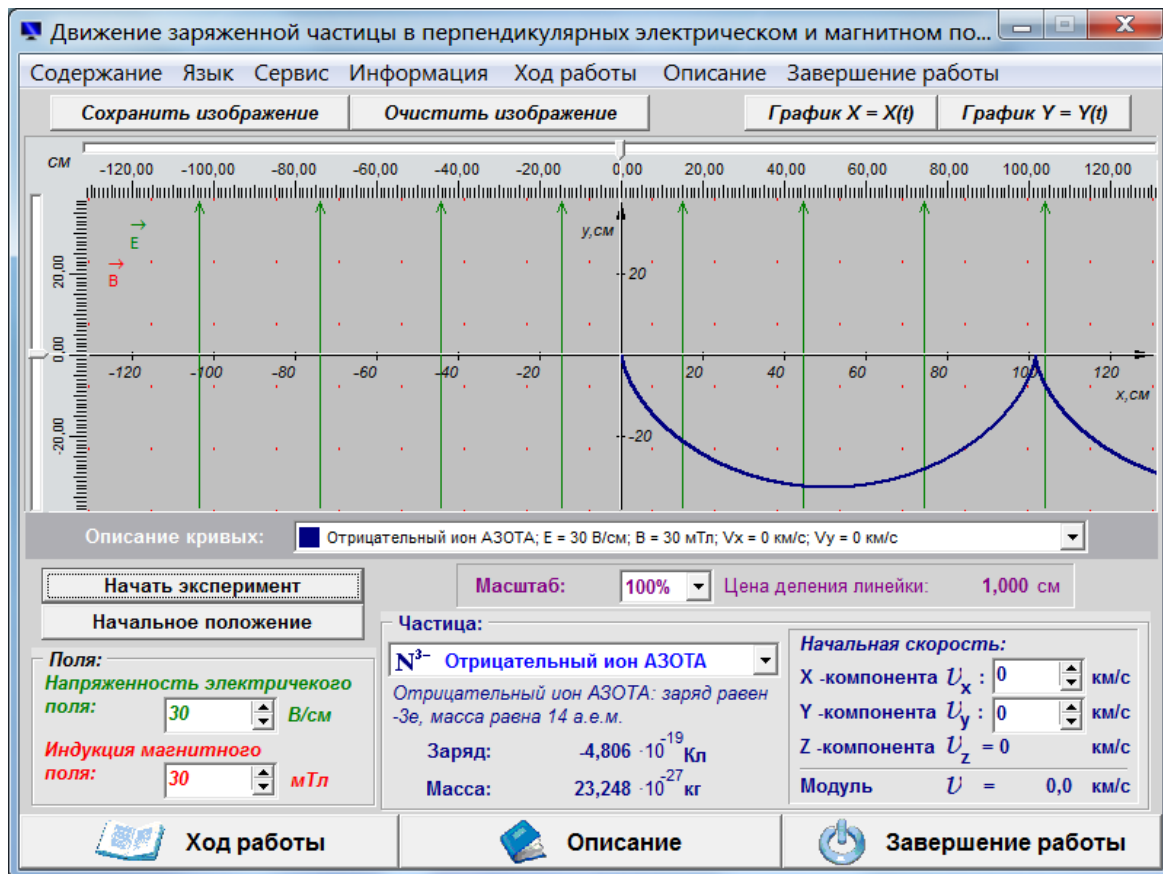 Движение заряженной частицы в перпендикулярных электрическом и магнитном по...
Содержание Язык Сервис Информация Ход работы Описание Завершение работы
Сохранить изображение Очистить изображение График X = X(t) График Y = Y(t)
см -120,00 -100,00 -80,00 -60,00 -40,00 -20,00 0,00 20,00 40,00 60,00 80,00 100,00 120,00
E
y,см
B
20,00
20
0,00
-120 -100 -80 -60 -40 -20 20 40 60 80 100 120
x,см
-20,00
-20
Описание кривых: Отрицательный ион АЗОТА; E = 30 В/см; B = 30 мТл; Vx = 0 км/с; Vy = 0 км/с
Начать эксперимент
Масштаб: 100% Цена деления линейки: 1,000 см
Начальное положение
Частица:
N3− Отрицательный ион АЗОТА
Отрицательный ион АЗОТА: заряд равен
-3e, масса равна 14 а.е.м.
Заряд: -4,806 ·10-19 Кл
Масса: 23,248 ·10-27 кг
Начальная скорость:
X -компонента υx : 0 км/с
Y -компонента υy : 0 км/с
Z -компонента υz = 0 км/с
Модуль υ = 0,0 км/с
Поля:
Напряженность электричекого
поля: 30 В/см
Индукция магнитного
поля: 30 мТл
Ход работы Описание Завершение работы